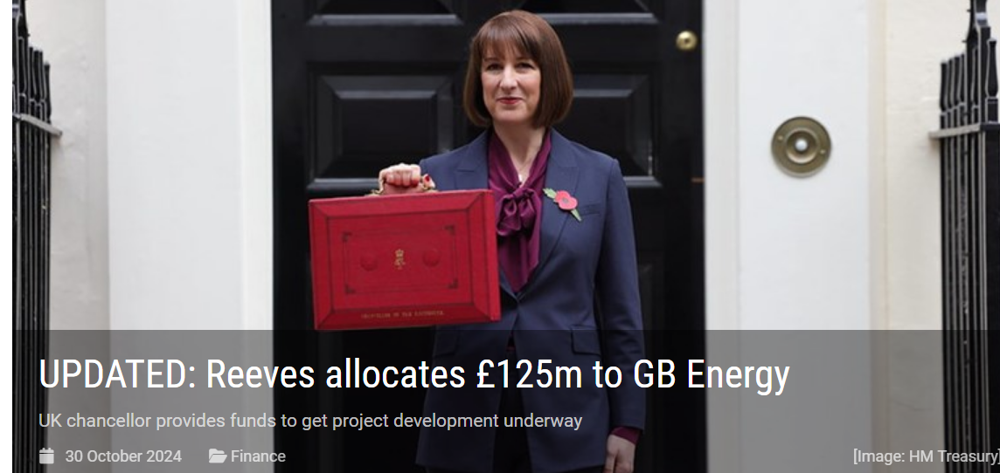 UPDATED: Reeves allocates £125m to GB Energy
UK chancellor provides funds to get project development underway
30 October 2024 Finance
[Image: HM Treasury]